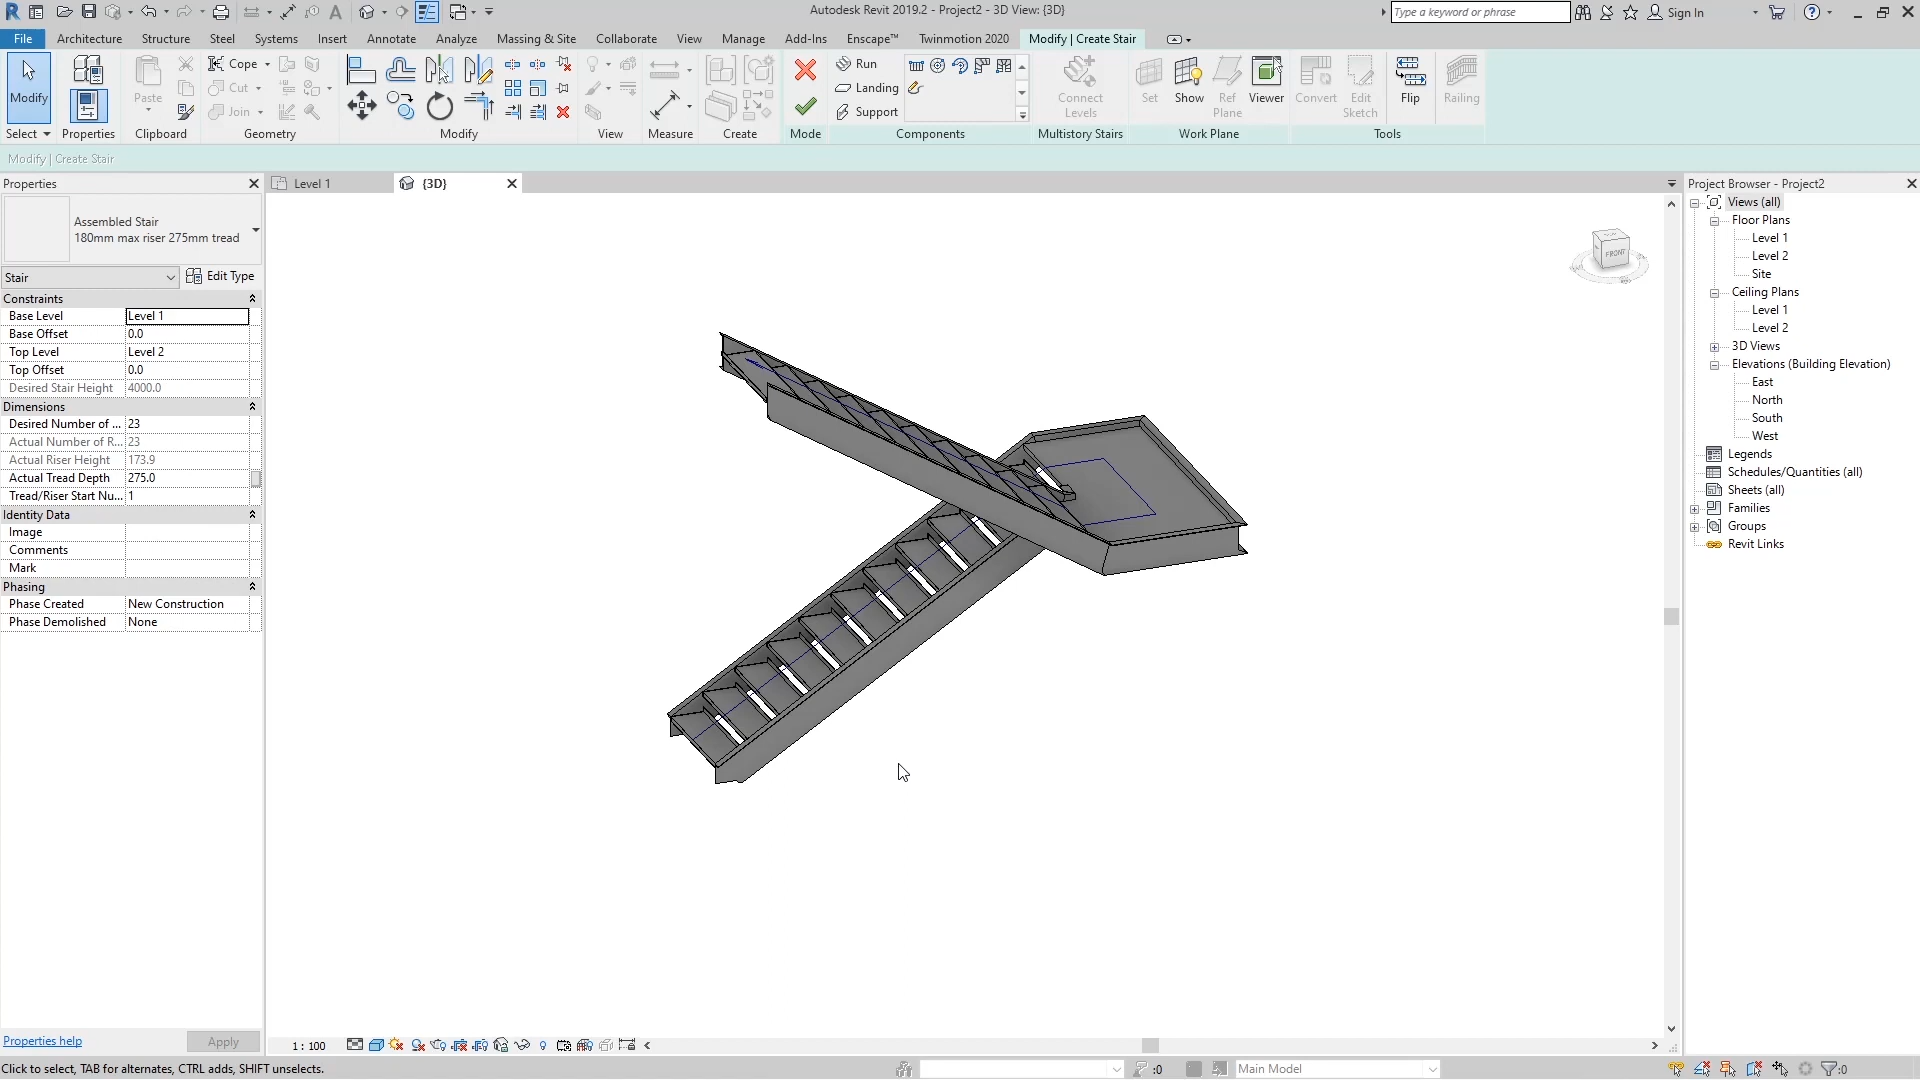 Autodesk Revit 2019.2 - Project2 - 3D View: {3D}
Type a keyword or phrase
Sign In
File Architecture Structure Steel Systems Insert Annotate Analyze Massing & Site Collaborate View Manage Add-Ins Enscape™ Twinmotion 2020 Modify | Create Stair
Cope
Cut
Join
Run
Landing
Support
Modify
Paste
Connect Levels
Set
Show
Ref Plane
Viewer
Convert
Edit Sketch
Flip
Railing
Select Properties Clipboard Geometry Modify View Measure Create Mode Components Multistory Stairs Work Plane Tools
Modify | Create Stair
Properties
Level 1
{3D}
Assembled Stair
180mm max riser 275mm tread
Stair
Edit Type
Constraints
Base Level Level 1
Base Offset 0.0
Top Level Level 2
Top Offset 0.0
Desired Stair Height 4000.0
Dimensions
Desired Number of ... 23
Actual Number of R... 23
Actual Riser Height 173.9
Actual Tread Depth 275.0
Tread/Riser Start Nu... 1
Identity Data
Image
Comments
Mark
Phasing
Phase Created New Construction
Phase Demolished None
Properties help
Apply
FRONT
Project Browser - Project2
Views (all)
Floor Plans
Level 1
Level 2
Site
Ceiling Plans
Level 1
Level 2
3D Views
Elevations (Building Elevation)
East
North
South
West
Legends
Schedules/Quantities (all)
Sheets (all)
Families
Groups
Revit Links
1 : 100
Click to select, TAB for alternates, CTRL adds, SHIFT unselects.
:0
Main Model
:0